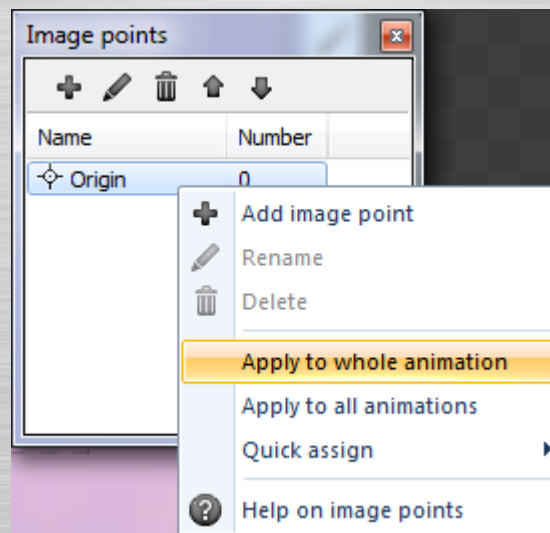 Image points
Name Number
Origin 0
Add image point
Rename
Delete
Apply to whole animation
Apply to all animations
Quick assign
Help on image points